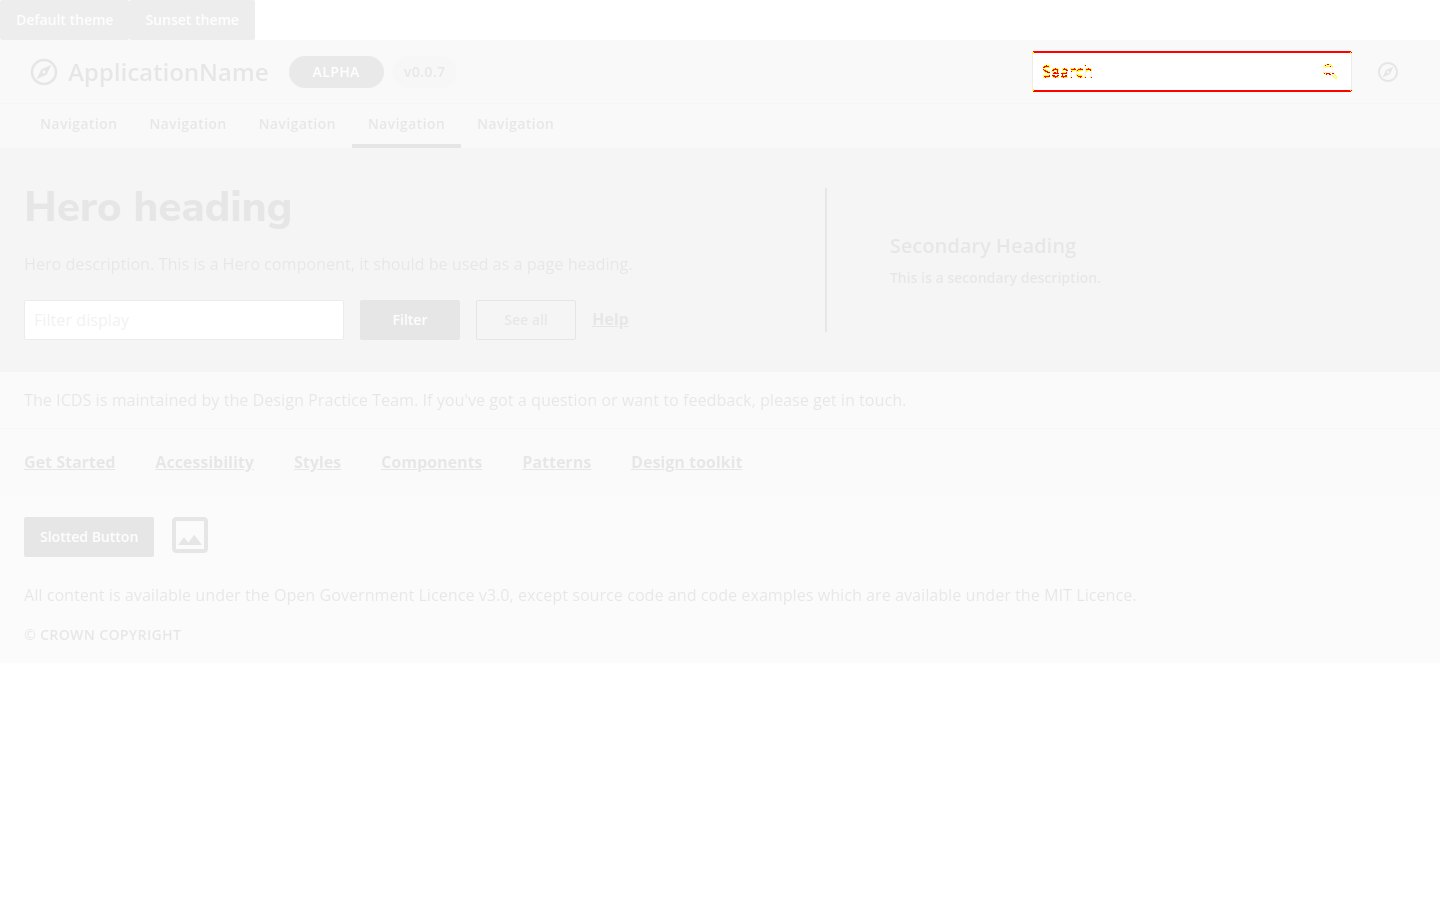 Default theme Sunset theme
ApplicationName ALPHA v0.0.7 Search
Navigation Navigation Navigation Navigation Navigation
Hero heading
Hero description. This is a Hero component, it should be used as a page heading.
Filter display Filter See all Help
Secondary Heading
This is a secondary description.
The ICDS is maintained by the Design Practice Team. If you've got a question or want to feedback, please get in touch.
Get Started Accessibility Styles Components Patterns Design toolkit
Slotted Button
All content is available under the Open Government Licence v3.0, except source code and code examples which are available under the MIT Licence.
© CROWN COPYRIGHT